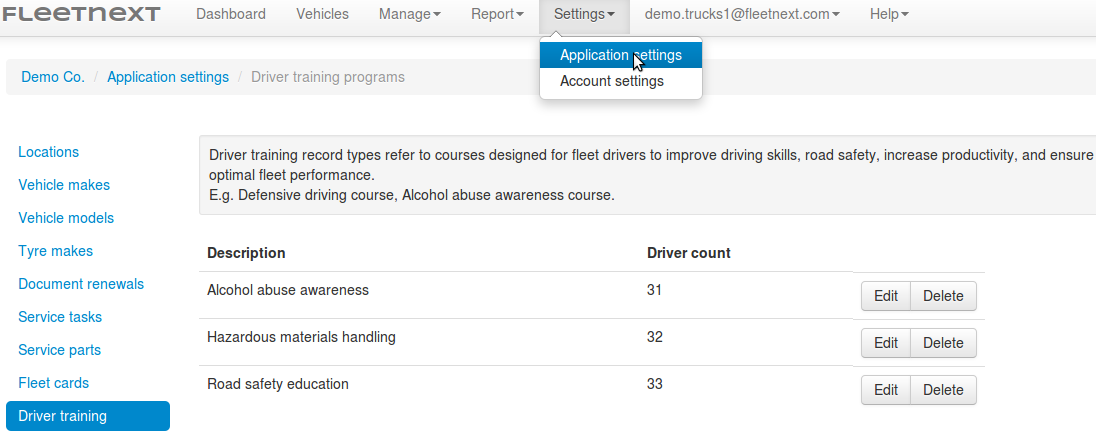 FLEETNEXT Dashboard Vehicles Manage Report Settings demo.trucks1@fleetnext.com Help
Application settings
Account settings
Demo Co. / Application settings / Driver training programs
Locations
Vehicle makes
Vehicle models
Tyre makes
Document renewals
Service tasks
Service parts
Fleet cards
Driver training
Driver training record types refer to courses designed for fleet drivers to improve driving skills, road safety, increase productivity, and ensure
optimal fleet performance.
E.g. Defensive driving course, Alcohol abuse awareness course.
Description Driver count
Alcohol abuse awareness 31 Edit Delete
Hazardous materials handling 32 Edit Delete
Road safety education 33 Edit Delete